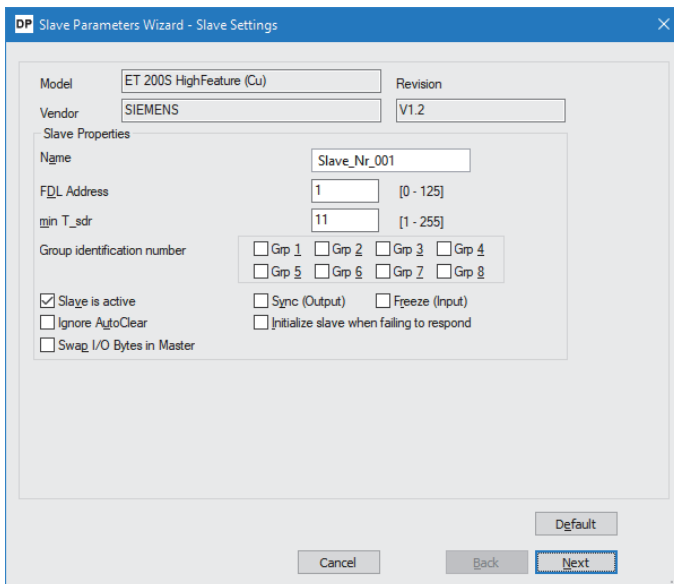 DP Slave Parameters Wizard - Slave Settings
Model ET 200S HighFeature (Cu) Revision
Vendor SIEMENS V1.2
Slave Properties
Name Slave_Nr_001
FDL Address 1 [0 - 125]
min T_sdr 11 [1 - 255]
Group identification number Grp 1 Grp 2 Grp 3 Grp 4
Grp 5 Grp 6 Grp 7 Grp 8
Slave is active Sync (Output) Freeze (Input)
Ignore AutoClear Initialize slave when failing to respond
Swap I/O Bytes in Master
Default
Cancel Back Next